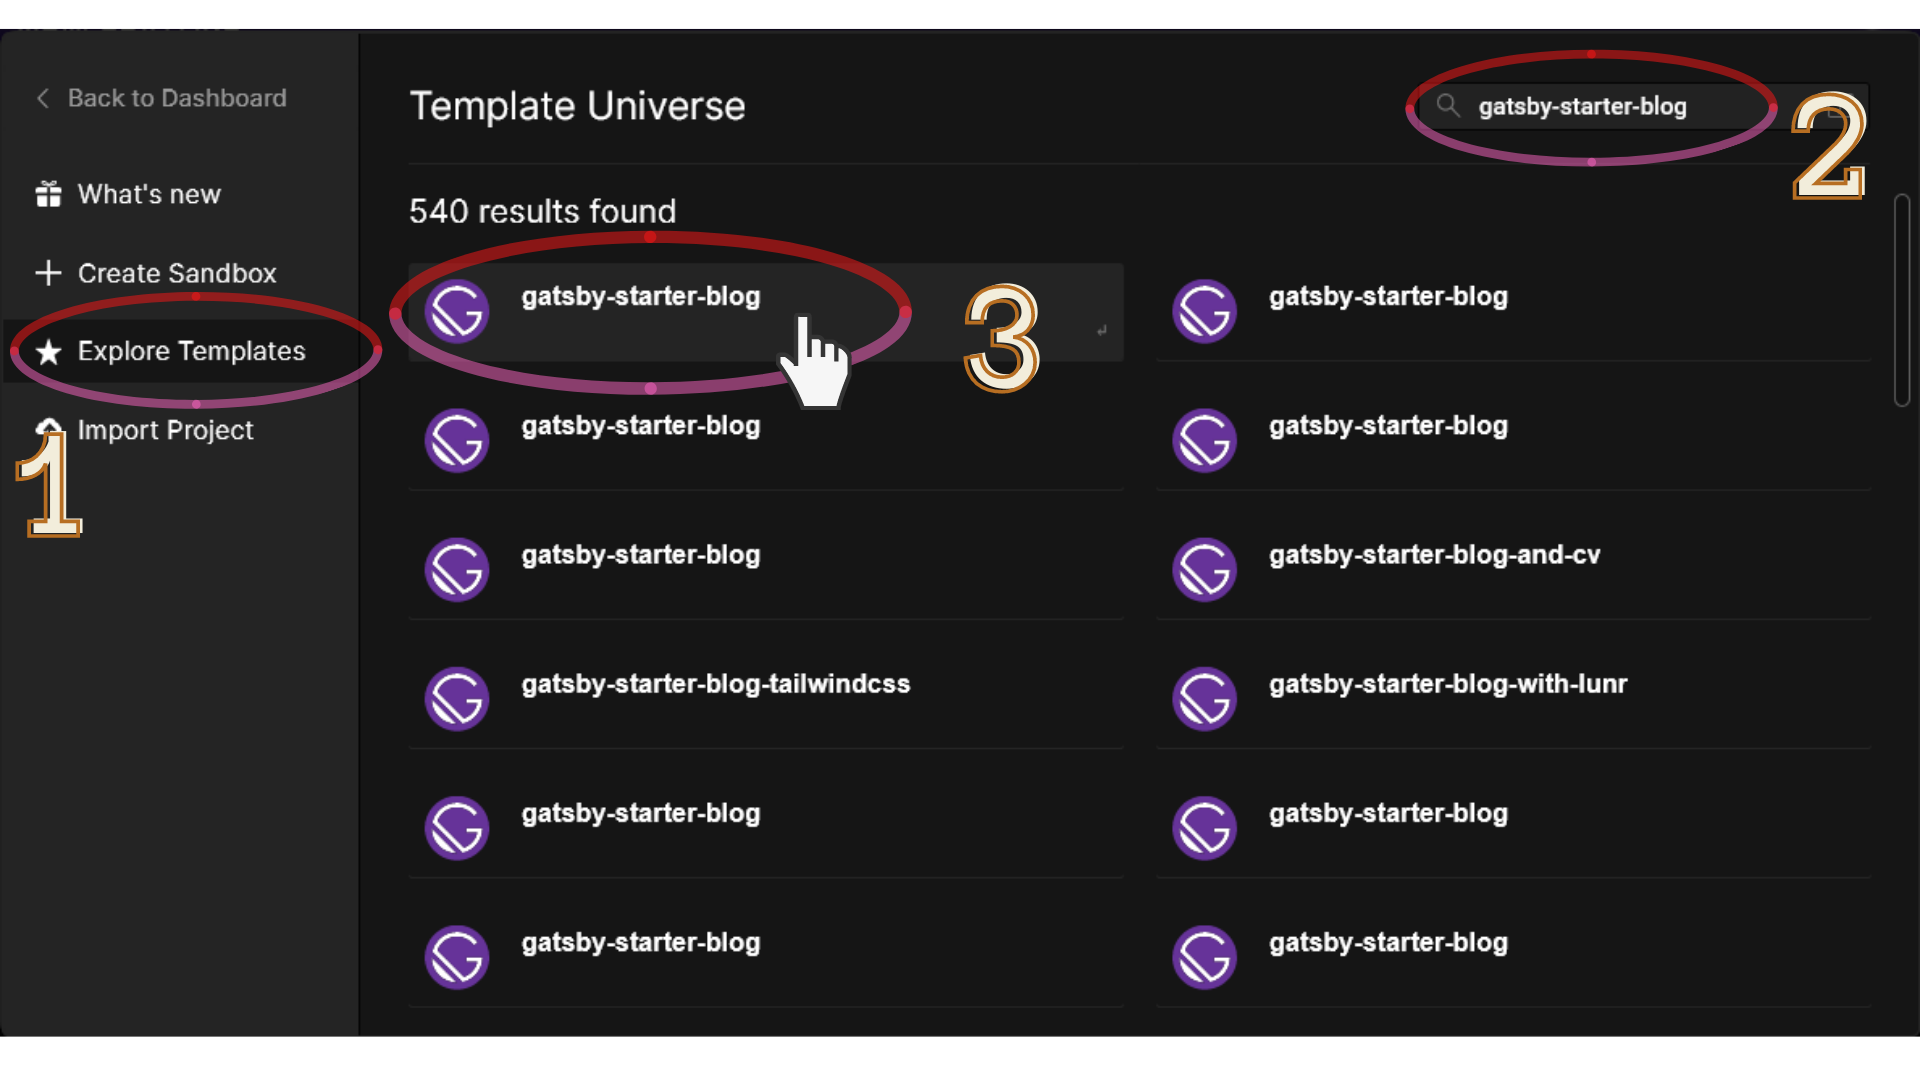 Back to Dashboard
What's new
Create Sandbox
Explore Templates
Import Project
1
Template Universe
gatsby-starter-blog
2
540 results found
gatsby-starter-blog
3
gatsby-starter-blog
gatsby-starter-blog
gatsby-starter-blog
gatsby-starter-blog
gatsby-starter-blog-and-cv
gatsby-starter-blog-tailwindcss
gatsby-starter-blog-with-lunr
gatsby-starter-blog
gatsby-starter-blog
gatsby-starter-blog
gatsby-starter-blog